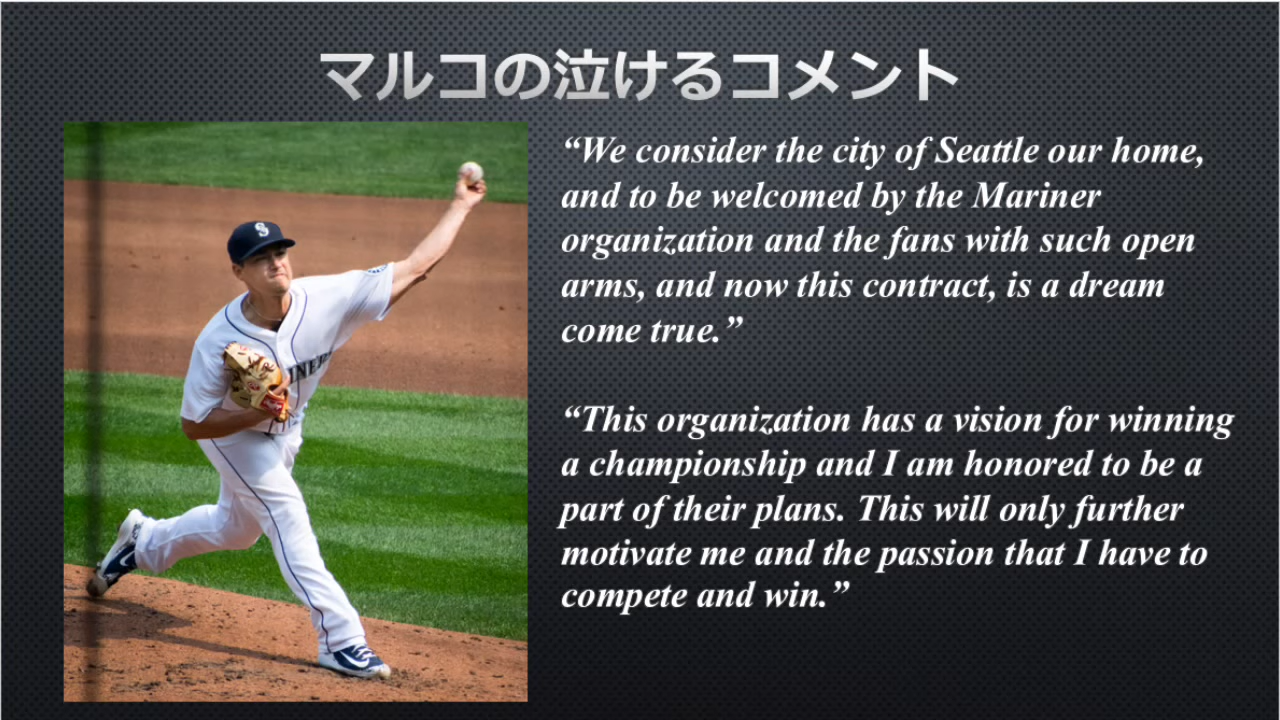 マルコの泣けるコメント
“We consider the city of Seattle our home,
and to be welcomed by the Mariner
organization and the fans with such open
arms, and now this contract, is a dream
come true.”
“This organization has a vision for winning
a championship and I am honored to be a
part of their plans. This will only further
motivate me and the passion that I have to
compete and win.”
S
INER